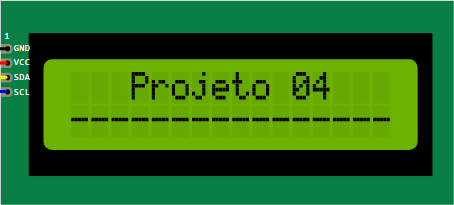 1
GND
VCC
SDA
SCL
Projeto 04
----------------